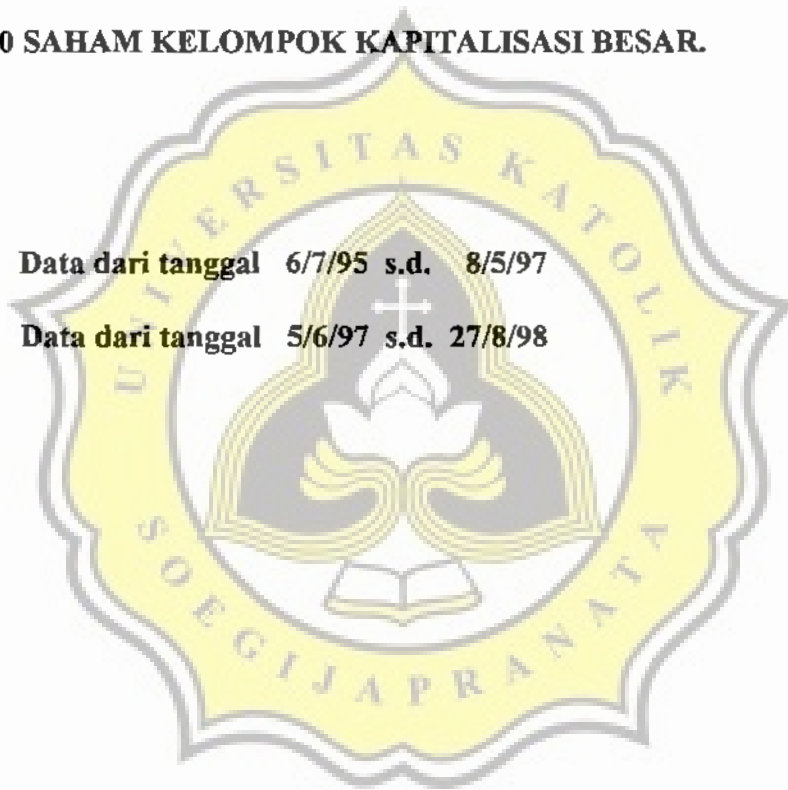 0 SAHAM KELOMPOK KAPITALISASI BESAR.
UNIVERSITAS KATOLIK
Data dari tanggal 6/7/95 s.d. 8/5/97
Data dari tanggal 5/6/97 s.d. 27/8/98
SOEGIJAPRANATA